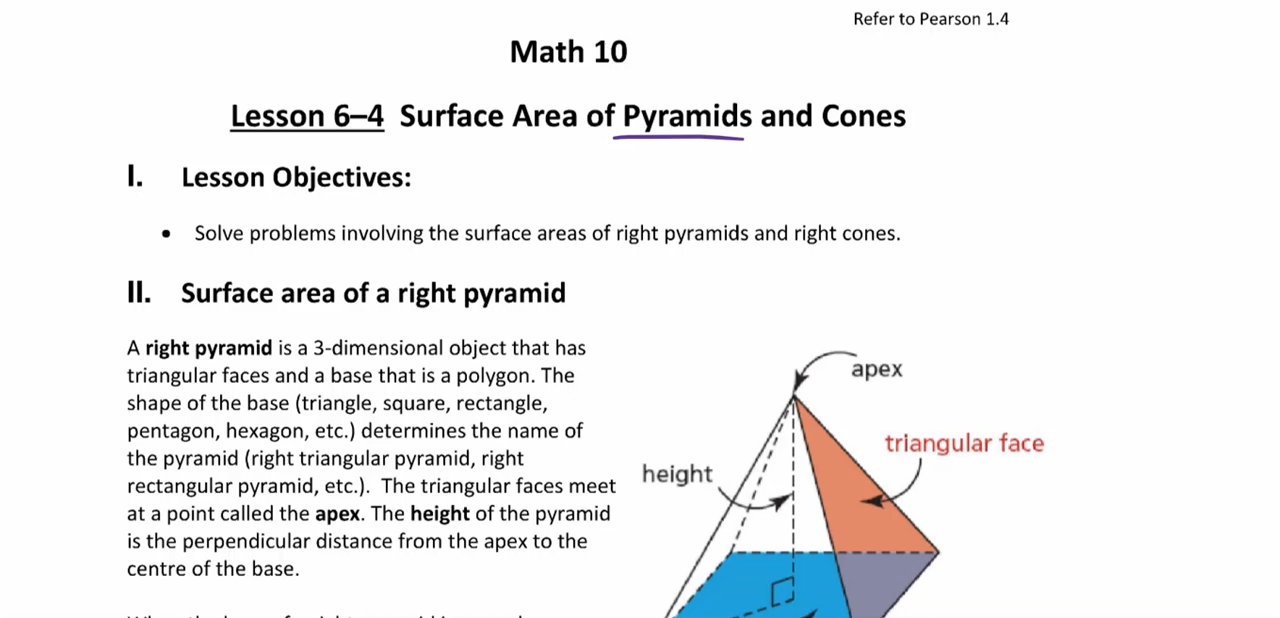 Refer to Pearson 1.4
Math 10
Lesson 6–4 Surface Area of Pyramids and Cones
I. Lesson Objectives:
• Solve problems involving the surface areas of right pyramids and right cones.
II. Surface area of a right pyramid
A right pyramid is a 3-dimensional object that has
triangular faces and a base that is a polygon. The
shape of the base (triangle, square, rectangle,
pentagon, hexagon, etc.) determines the name of
the pyramid (right triangular pyramid, right
rectangular pyramid, etc.). The triangular faces meet
at a point called the apex. The height of the pyramid
is the perpendicular distance from the apex to the
centre of the base.
apex
triangular face
height